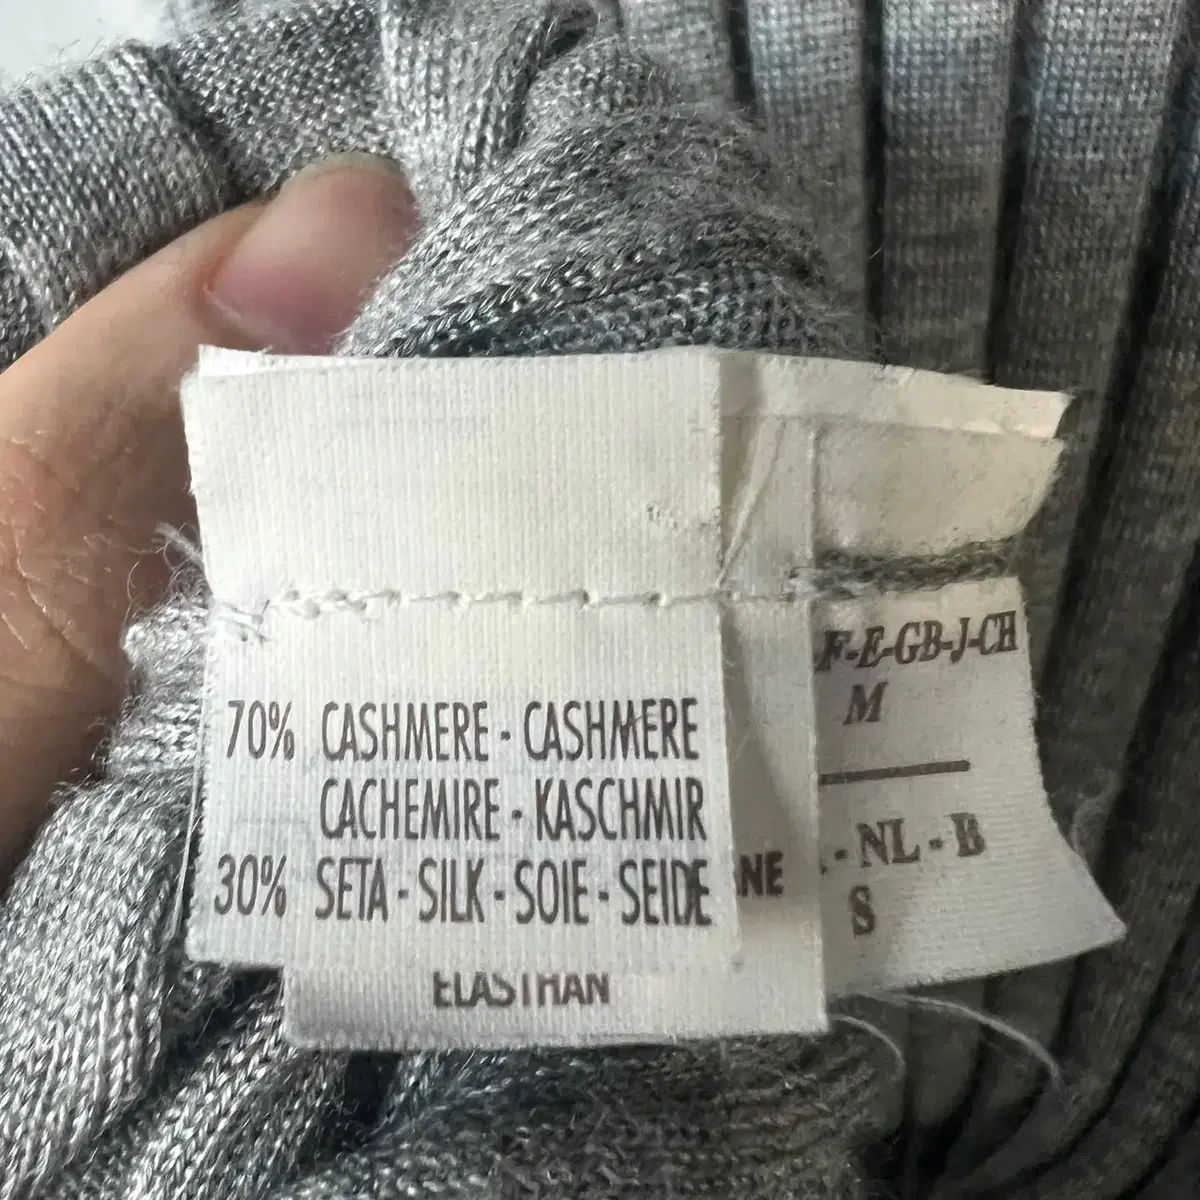 70% CASHMERE - CASHMERE
CACHEMIRE - KASCHMIR
30% SETA - SILK - SOIE - SEIDE
NE
ELASTHAN
F-E-GB-J-CH
M
- NL - B
S